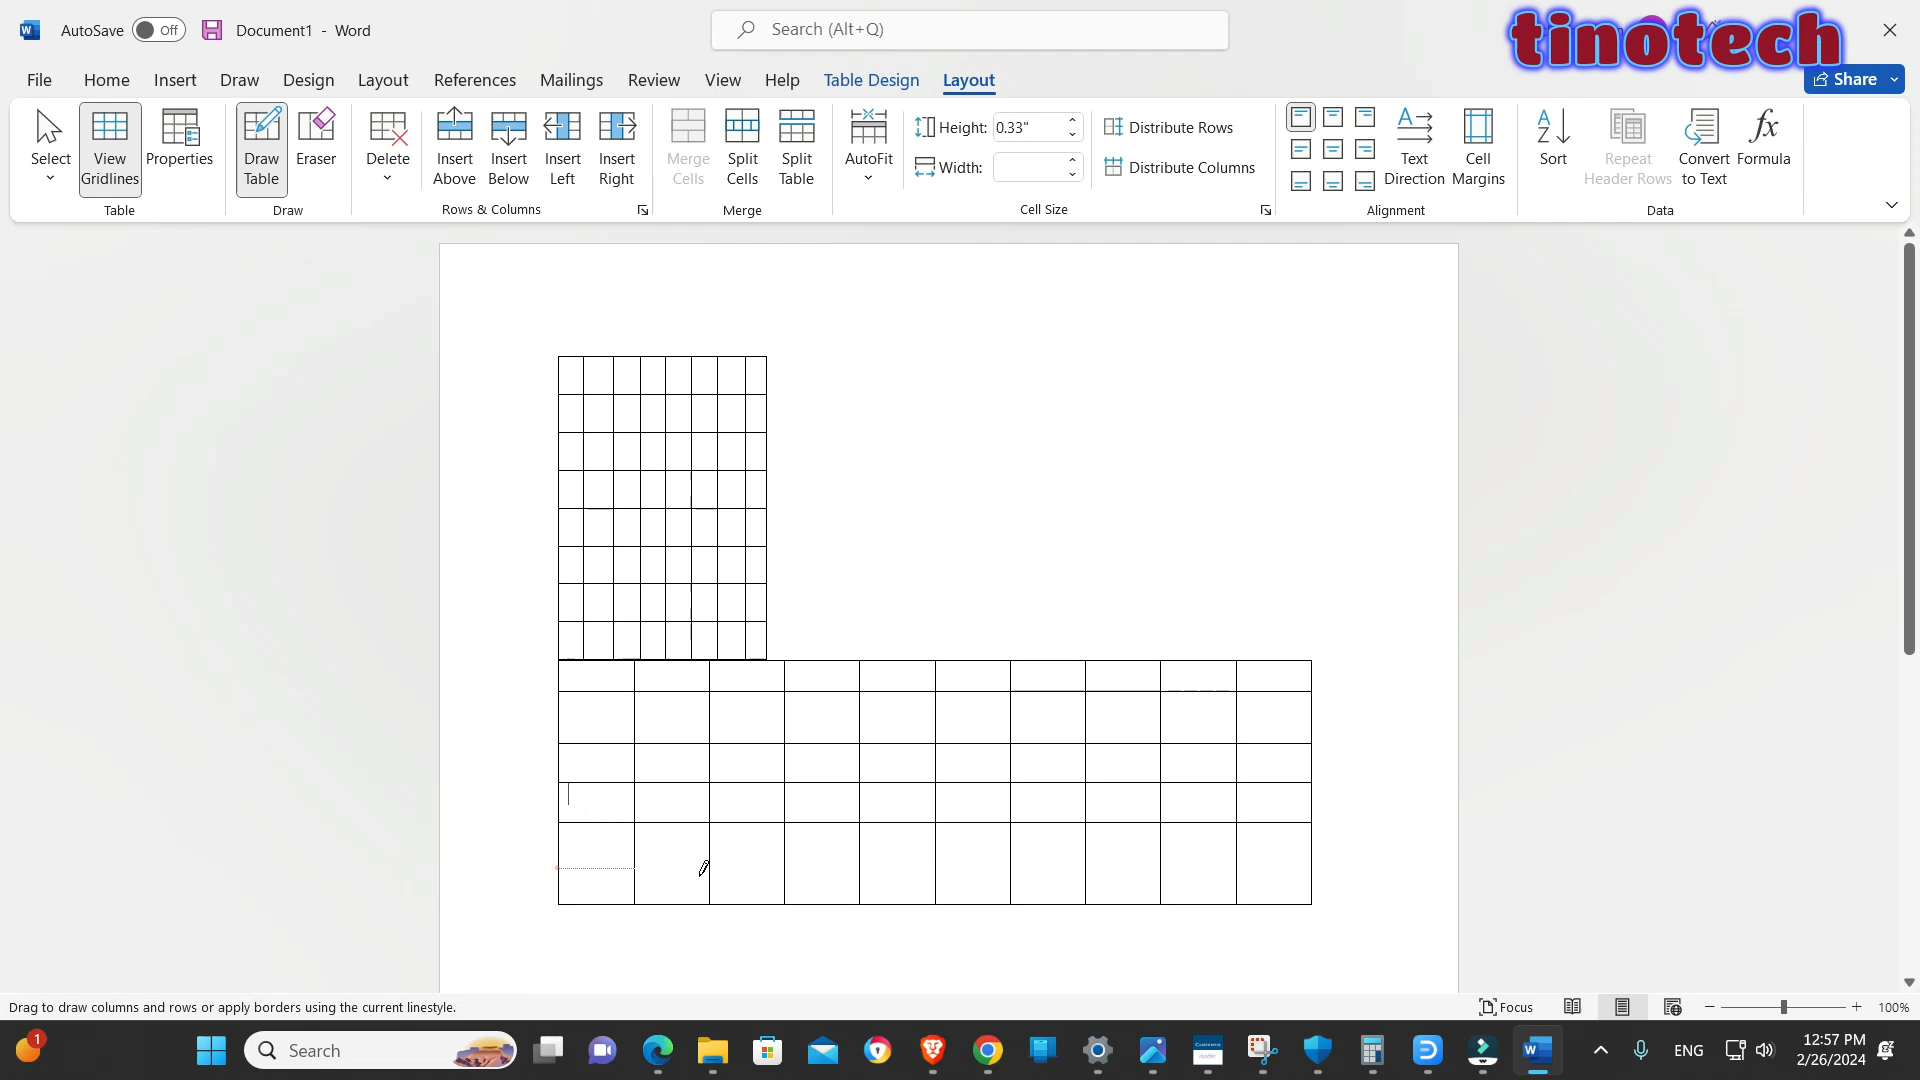 AutoSave Off Document1 - Word Search (Alt+Q) tinotech
File Home Insert Draw Design Layout References Mailings Review View Help Table Design Layout Share
Select View Gridlines Properties
Table
Draw Table Eraser
Draw
Delete Insert Above Insert Below Insert Left Insert Right
Rows & Columns
Merge Cells Split Cells Split Table
Merge
AutoFit Height: 0.33" Distribute Rows
Width: Distribute Columns
Cell Size
Text Direction Cell Margins
Alignment
Sort Repeat Header Rows Convert to Text Formula
Data
Drag to draw columns and rows or apply borders using the current linestyle. Focus 100%
1 Search ENG 12:57 PM
2/26/2024